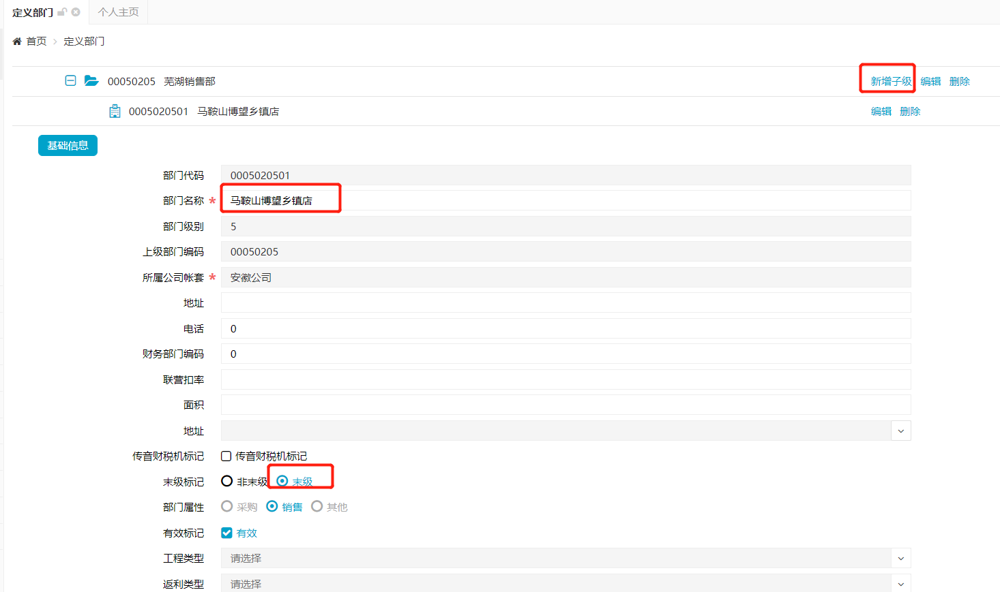 定义部门 个人主页
首页 > 定义部门
00050205 芜湖销售部 新增子级 编辑 删除
0005020501 马鞍山博望乡镇店 编辑 删除
基础信息
部门代码 0005020501
部门名称 * 马鞍山博望乡镇店
部门级别 5
上级部门编码 00050205
所属公司帐套 * 安徽公司
地址
电话 0
财务部门编码 0
联营扣率
面积
地址
传音财税机标记 传音财税机标记
末级标记 非末级 末级
部门属性 采购 销售 其他
有效标记 有效
工程类型 请选择
返利类型 请选择